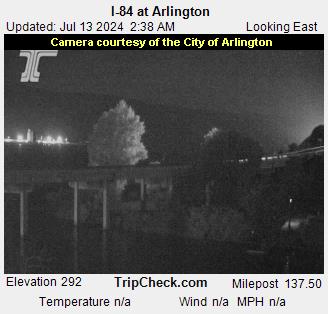 I-84 at Arlington
Updated: Jul 13 2024 2:38 AM Looking East
Camera courtesy of the City of Arlington
Elevation 292 TripCheck.com Milepost 137.50
Temperature n/a Wind n/a MPH n/a